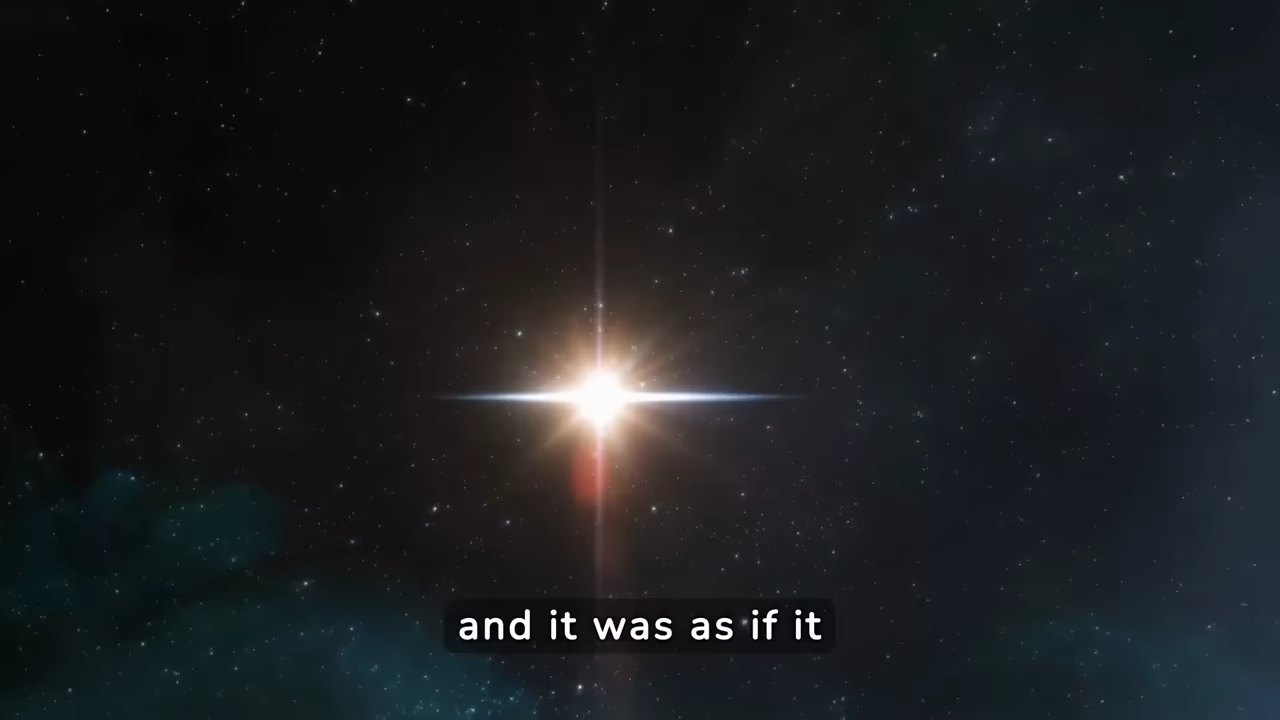 and it was as if it